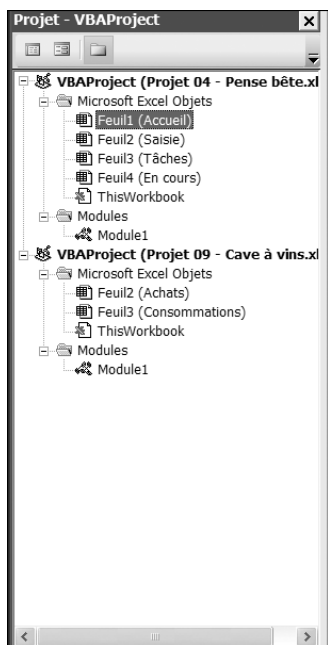 Projet - VBAProject
VBAProject (Projet 04 - Pense bête.xl
Microsoft Excel Objets
Feuil1 (Accueil)
Feuil2 (Saisie)
Feuil3 (Tâches)
Feuil4 (En cours)
ThisWorkbook
Modules
Module1
VBAProject (Projet 09 - Cave à vins.xl
Microsoft Excel Objets
Feuil2 (Achats)
Feuil3 (Consommations)
ThisWorkbook
Modules
Module1